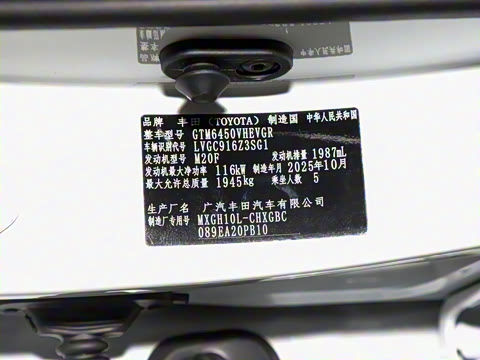 品牌 丰田(TOYOTA) 制造国 中华人民共和国
整车型号 GTM6450VHEVGR
车辆识别代号 LVGC916Z3SG1
发动机型号 M20F 发动机排量 1987mL
发动机最大净功率 116kW 制造年月 2025年10月
最大允许总质量 1945kg 乘坐人数 5
生产厂名 广汽丰田汽车有限公司
制造厂专用号 MXGH10L-CHXGBC
089EA20PB10